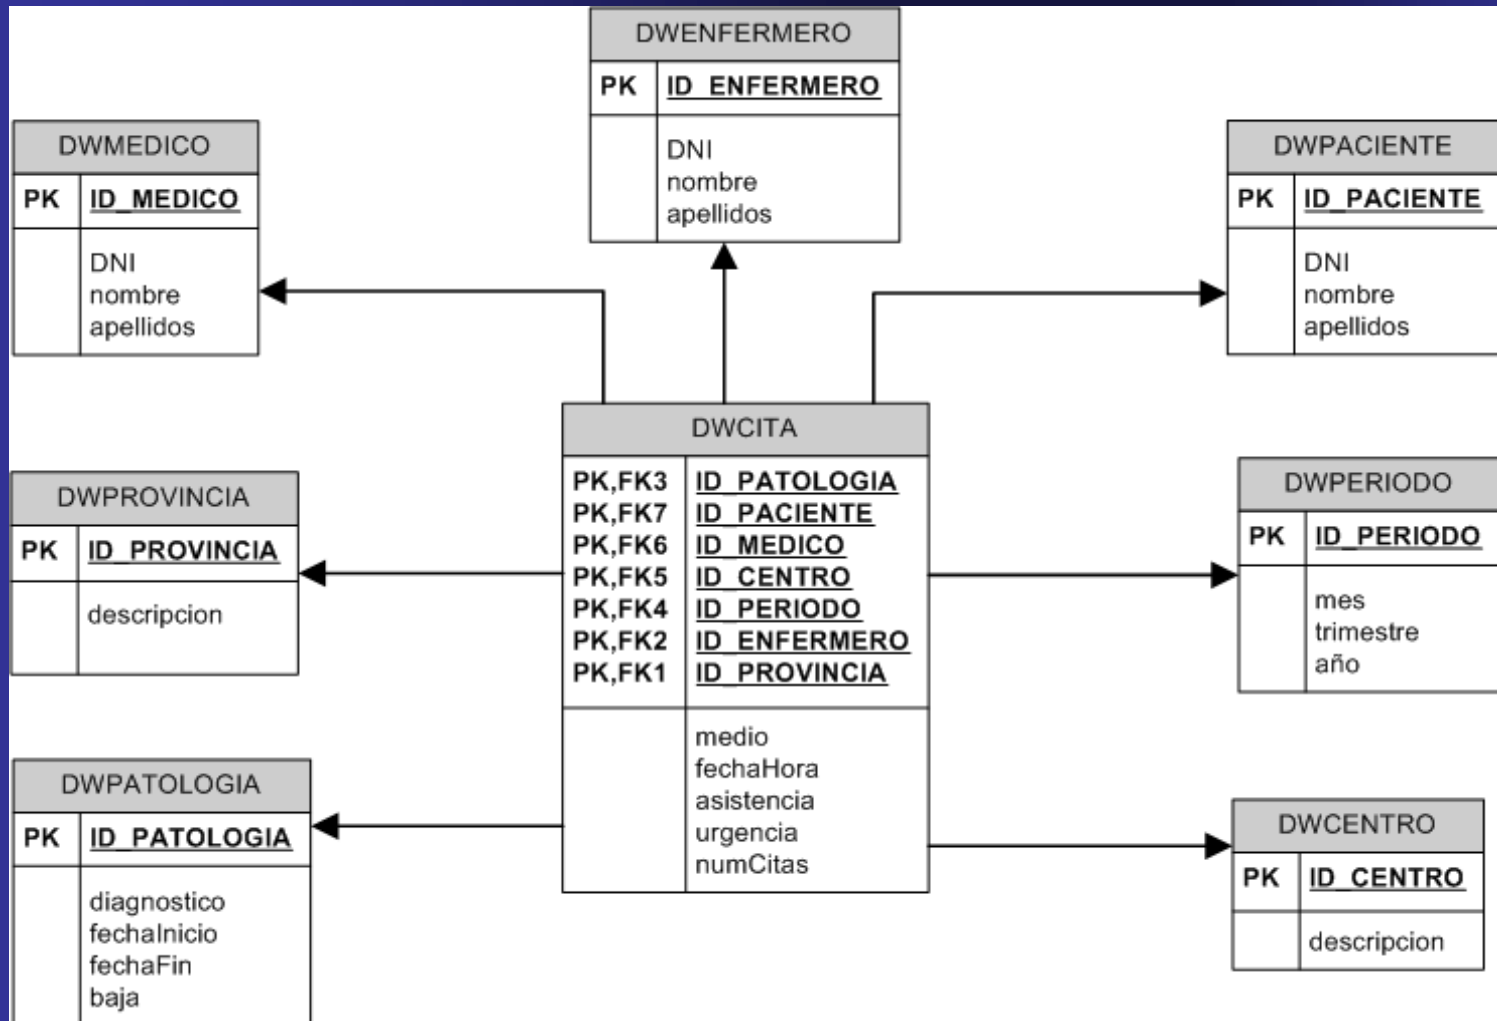 DWENFERMERO
PK ID_ENFERMERO
DNI
nombre
apellidos
DWMEDICO
PK ID_MEDICO
DNI
nombre
apellidos
DWPACIENTE
PK ID_PACIENTE
DNI
nombre
apellidos
DWCITA
PK,FK3 ID_PATOLOGIA
PK,FK7 ID_PACIENTE
PK,FK6 ID_MEDICO
PK,FK5 ID_CENTRO
PK,FK4 ID_PERIODO
PK,FK2 ID_ENFERMERO
PK,FK1 ID_PROVINCIA
medio
fechaHora
asistencia
urgencia
numCitas
DWPROVINCIA
PK ID_PROVINCIA
descripcion
DWPERIODO
PK ID_PERIODO
mes
trimestre
año
DWPATOLOGIA
PK ID_PATOLOGIA
diagnostico
fechaInicio
fechaFin
baja
DWCENTRO
PK ID_CENTRO
descripcion